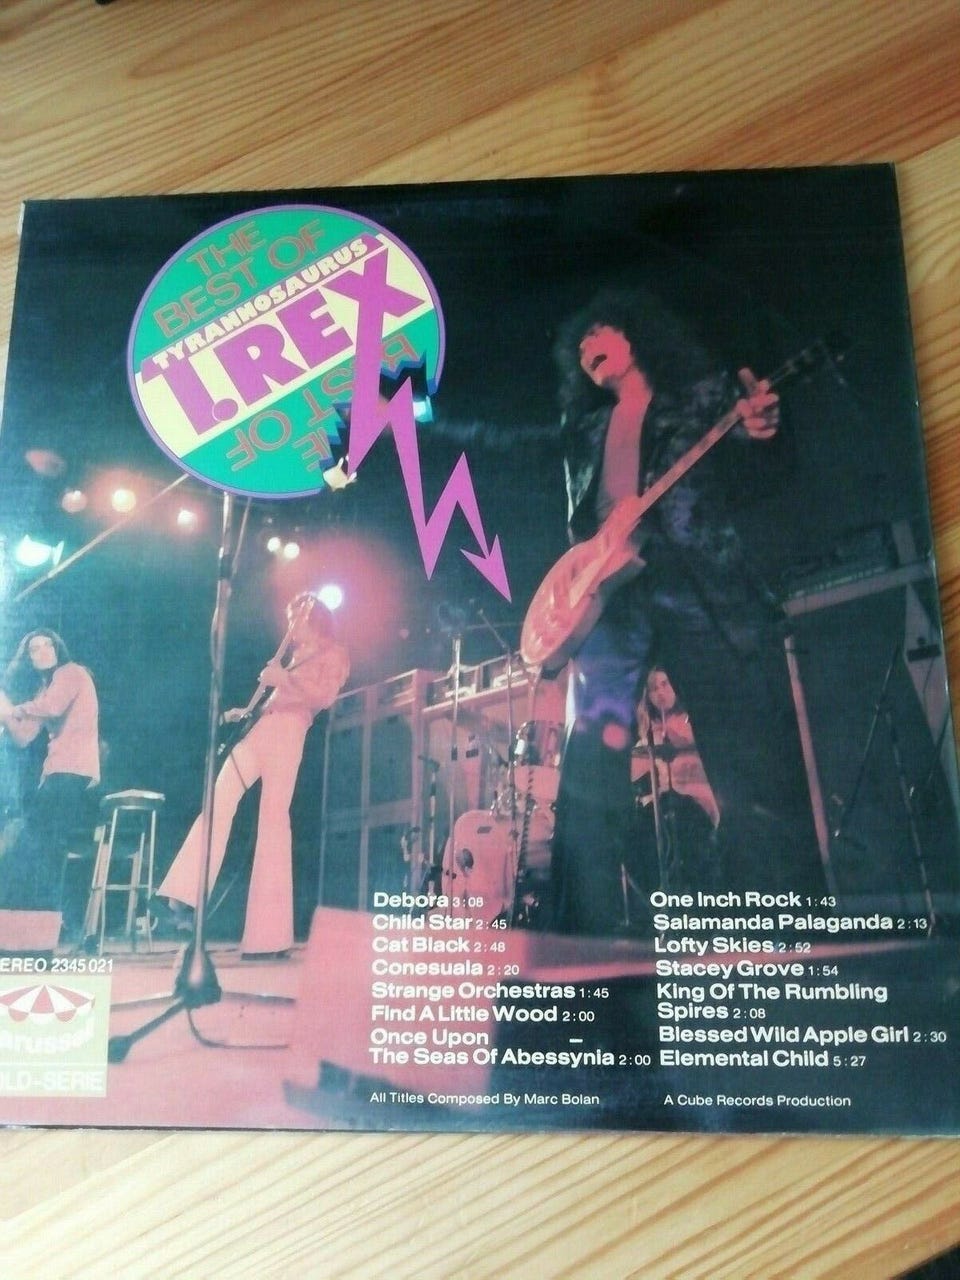 THE
BEST OF
TYRANNOSAURUS
T.REX
BEST OF
THE
Debora 3:08
Child Star 2:45
Cat Black 2:48
Conesuala 2:20
Strange Orchestras 1:45
Find A Little Wood 2:00
Once Upon
The Seas Of Abessynia 2:00
One Inch Rock 1:43
Salamanda Palaganda 2:13
Lofty Skies 2:52
Stacey Grove 1:54
King Of The Rumbling
Spires 2:08
Blessed Wild Apple Girl 2:30
Elemental Child 5:27
All Titles Composed By Marc Bolan
A Cube Records Production
EREO 2345 021
arussel
LD-SERIE